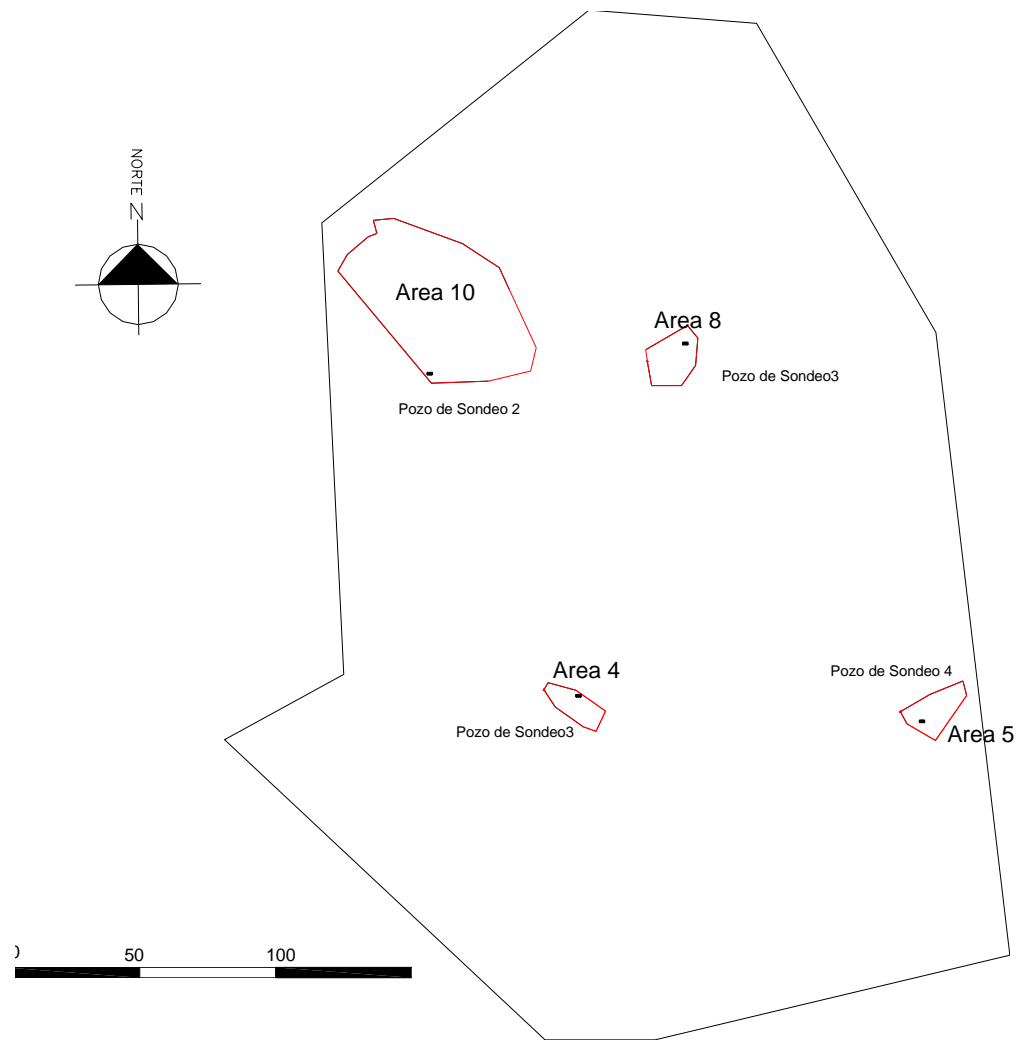 NORTE N
Area 10
Area 8
Pozo de Sondeo3
Pozo de Sondeo 2
Area 4
Pozo de Sondeo 4
Pozo de Sondeo3
Area 5
50
100